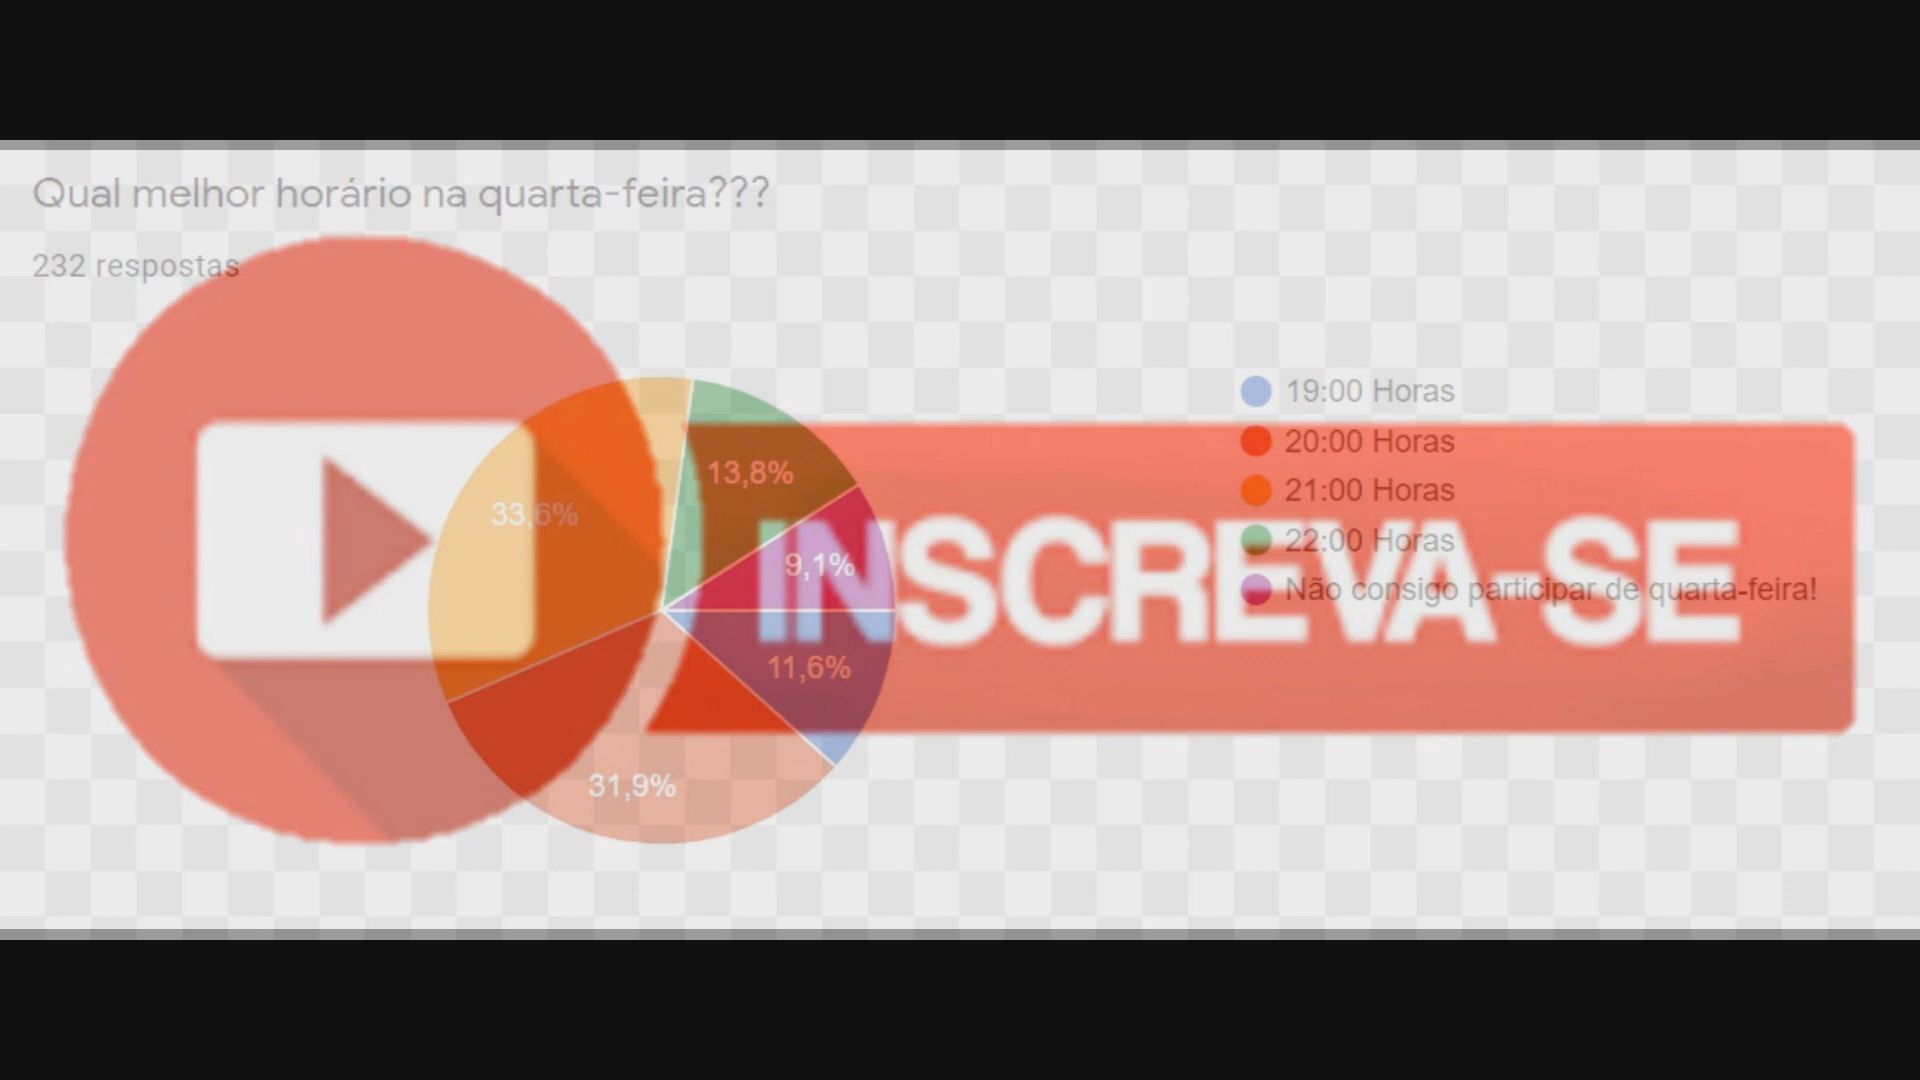 Qual melhor horário na quarta-feira???
232 respostas
33,6%
13,8%
9,1%
11,6%
31,9%
19:00 Horas
20:00 Horas
21:00 Horas
22:00 Horas
Não consigo participar de quarta-feira!
INSCREVA-SE